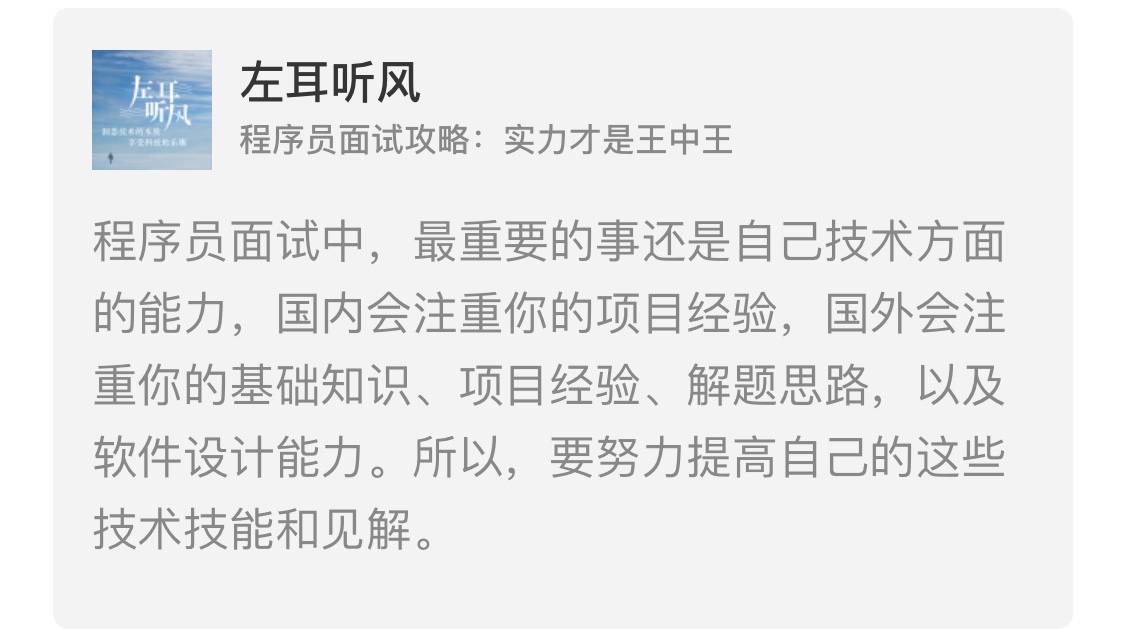 左耳听风
洞悉技术的本质
享受科技的乐趣
左耳听风
程序员面试攻略：实力才是王中王
程序员面试中，最重要的事还是自己技术方面
的能力，国内会注重你的项目经验，国外会注
重你的基础知识、项目经验、解题思路，以及
软件设计能力。所以，要努力提高自己的这些
技术技能和见解。